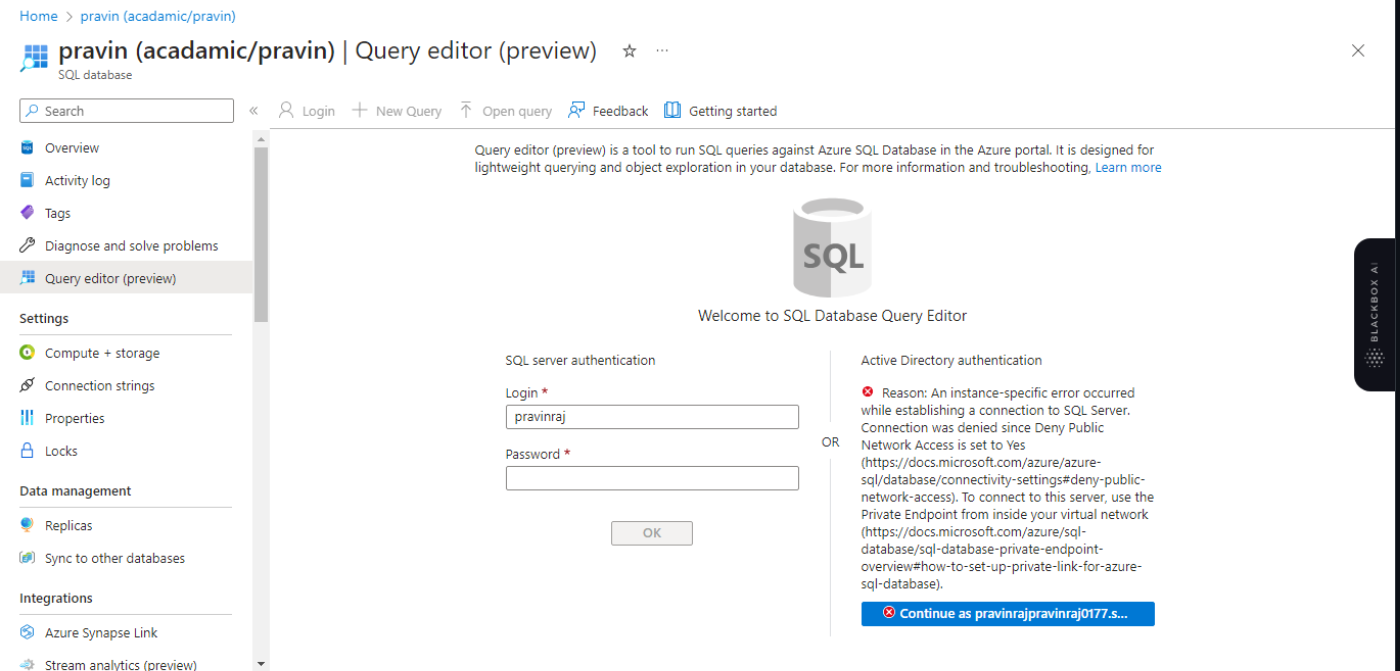 Home > pravin (acadamic/pravin)
pravin (acadamic/pravin) | Query editor (preview)
SQL database
Search
Login
New Query
Open query
Feedback
Getting started
Overview
Activity log
Tags
Diagnose and solve problems
Query editor (preview)
Settings
Compute + storage
Connection strings
Properties
Locks
Data management
Replicas
Sync to other databases
Integrations
Azure Synapse Link
Stream analytics (preview)
Query editor (preview) is a tool to run SQL queries against Azure SQL Database in the Azure portal. It is designed for
lightweight querying and object exploration in your database. For more information and troubleshooting, Learn more
SQL
Welcome to SQL Database Query Editor
SQL server authentication
Login *
pravinraj
Password *
OK
OR
Active Directory authentication
Reason: An instance-specific error occurred
while establishing a connection to SQL Server.
Connection was denied since Deny Public
Network Access is set to Yes
(https://docs.microsoft.com/azure/azure-
sql/database/connectivity-settings#deny-public-
network-access). To connect to this server, use the
Private Endpoint from inside your virtual network
(https://docs.microsoft.com/azure/sql-
database/sql-database-private-endpoint-
overview#how-to-set-up-private-link-for-azure-
sql-database).
Continue as pravinrajpravinraj0177.s...
BLACKBOX AI